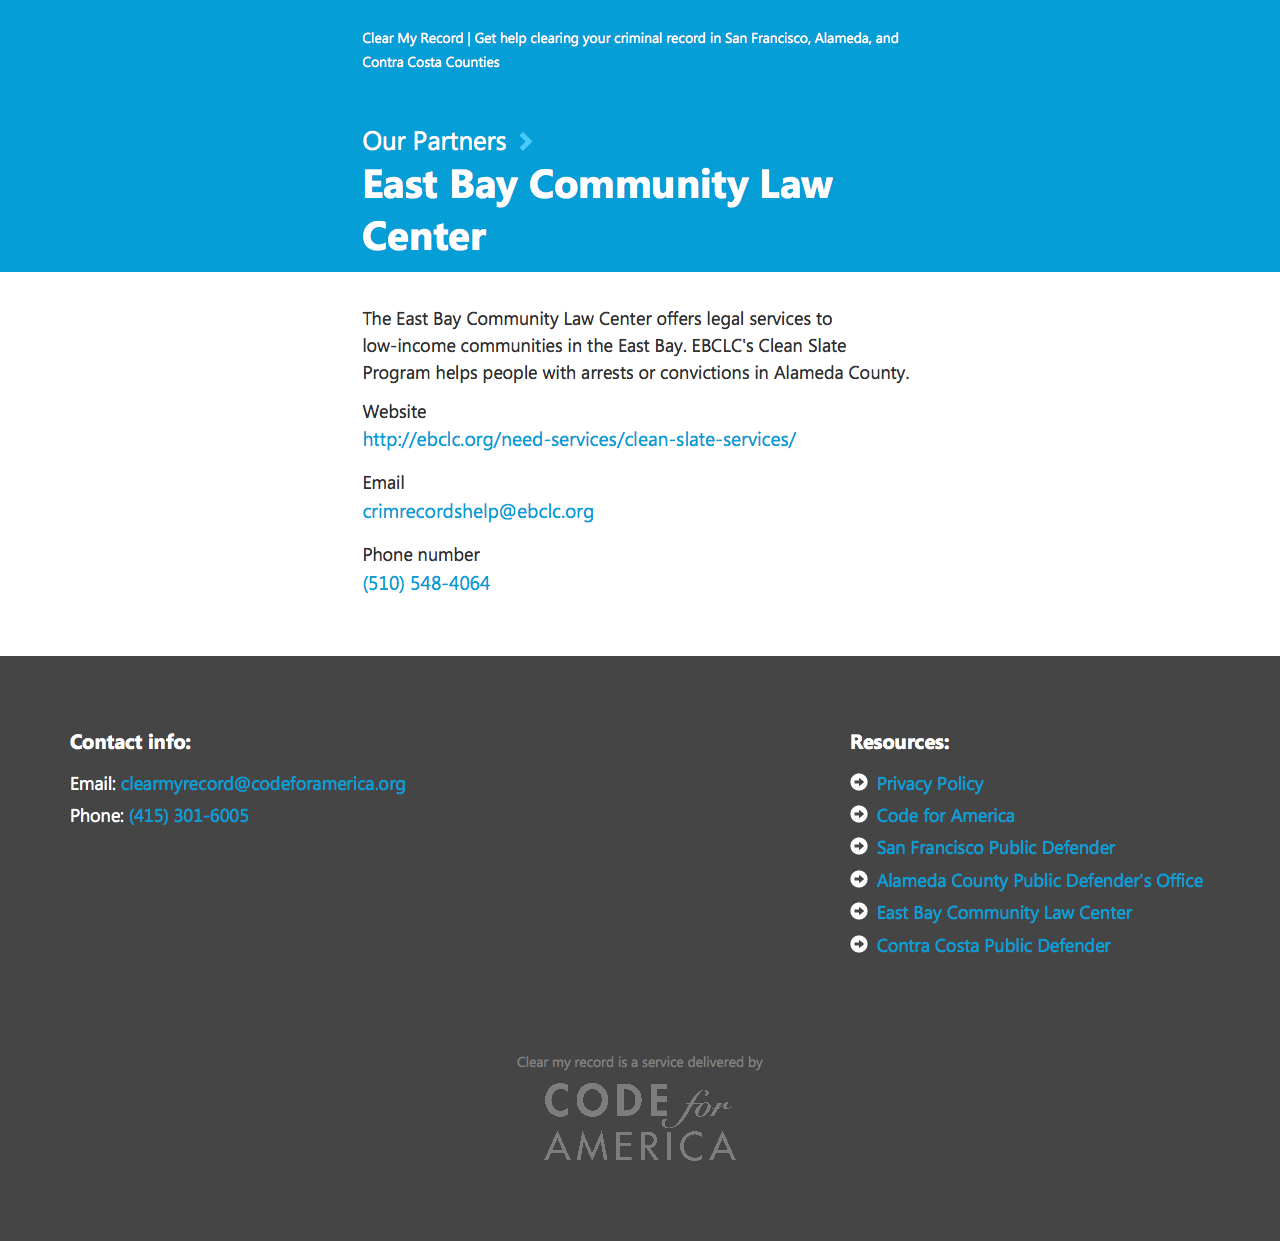 Clear My Record | Get help clearing your criminal record in San Francisco, Alameda, and
Contra Costa Counties
Our Partners
East Bay Community Law
Center
The East Bay Community Law Center offers legal services to
low-income communities in the East Bay. EBCLC's Clean Slate
Program helps people with arrests or convictions in Alameda County.
Website
http://ebclc.org/need-services/clean-slate-services/
Email
crimrecordshelp@ebclc.org
Phone number
(510) 548-4064
Contact info:
Email: clearmyrecord@codeforamerica.org
Phone: (415) 301-6005
Resources:
Privacy Policy
Code for America
San Francisco Public Defender
Alameda County Public Defender's Office
East Bay Community Law Center
Contra Costa Public Defender
Clear my record is a service delivered by
CODE for
AMERICA